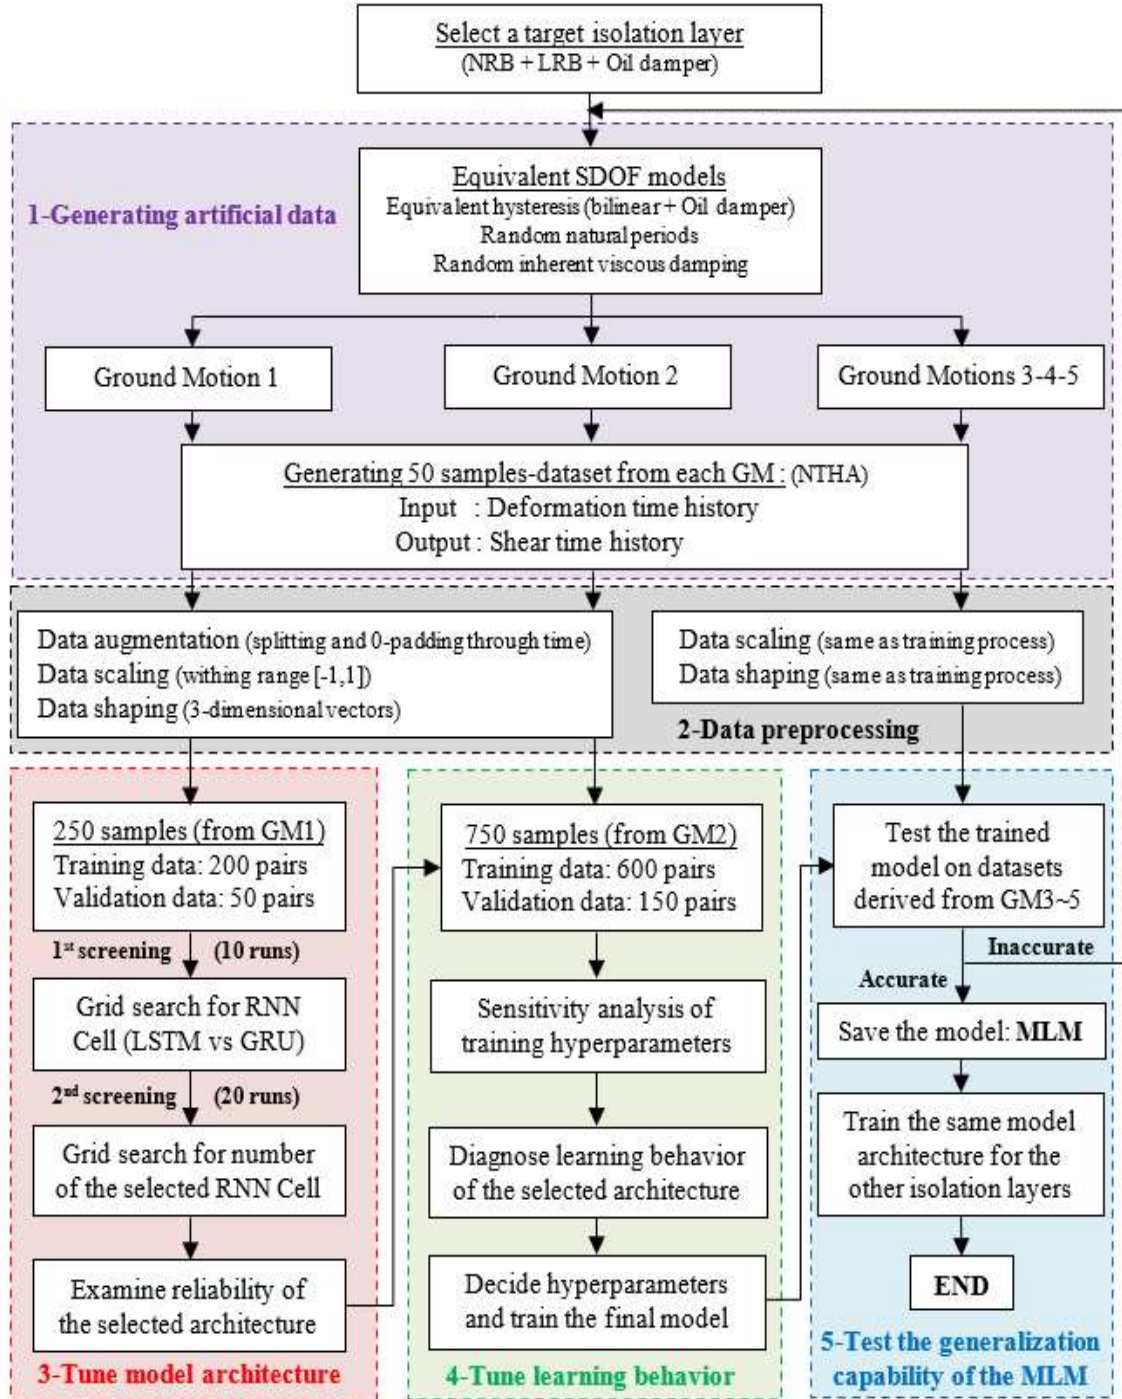 Select a target isolation layer
(NRB + LRB + Oil damper)
1-Generating artificial data
Equivalent SDOF models
Equivalent hysteresis (bilinear + Oil damper)
Random natural periods
Random inherent viscous damping
Ground Motion 1
Ground Motion 2
Ground Motions 3-4-5
Generating 50 samples-dataset from each GM : (NTHA)
Input : Deformation time history
Output : Shear time history
Data augmentation (splitting and 0-padding through time)
Data scaling (withing range [-1,1])
Data shaping (3-dimensional vectors)
Data scaling (same as training process)
Data shaping (same as training process)
2-Data preprocessing
250 samples (from GM1)
Training data: 200 pairs
Validation data: 50 pairs
1st screening (10 runs)
Grid search for RNN
Cell (LSTM vs GRU)
2nd screening (20 runs)
Grid search for number
of the selected RNN Cell
Examine reliability of
the selected architecture
3-Tune model architecture
750 samples (from GM2)
Training data: 600 pairs
Validation data: 150 pairs
Sensitivity analysis of
training hyperparameters
Diagnose learning behavior
of the selected architecture
Decide hyperparameters
and train the final model
4-Tune learning behavior
Test the trained
model on datasets
derived from GM3~5
Inaccurate
Accurate
Save the model: MLM
Train the same model
architecture for the
other isolation layers
END
5-Test the generalization
capability of the MLM